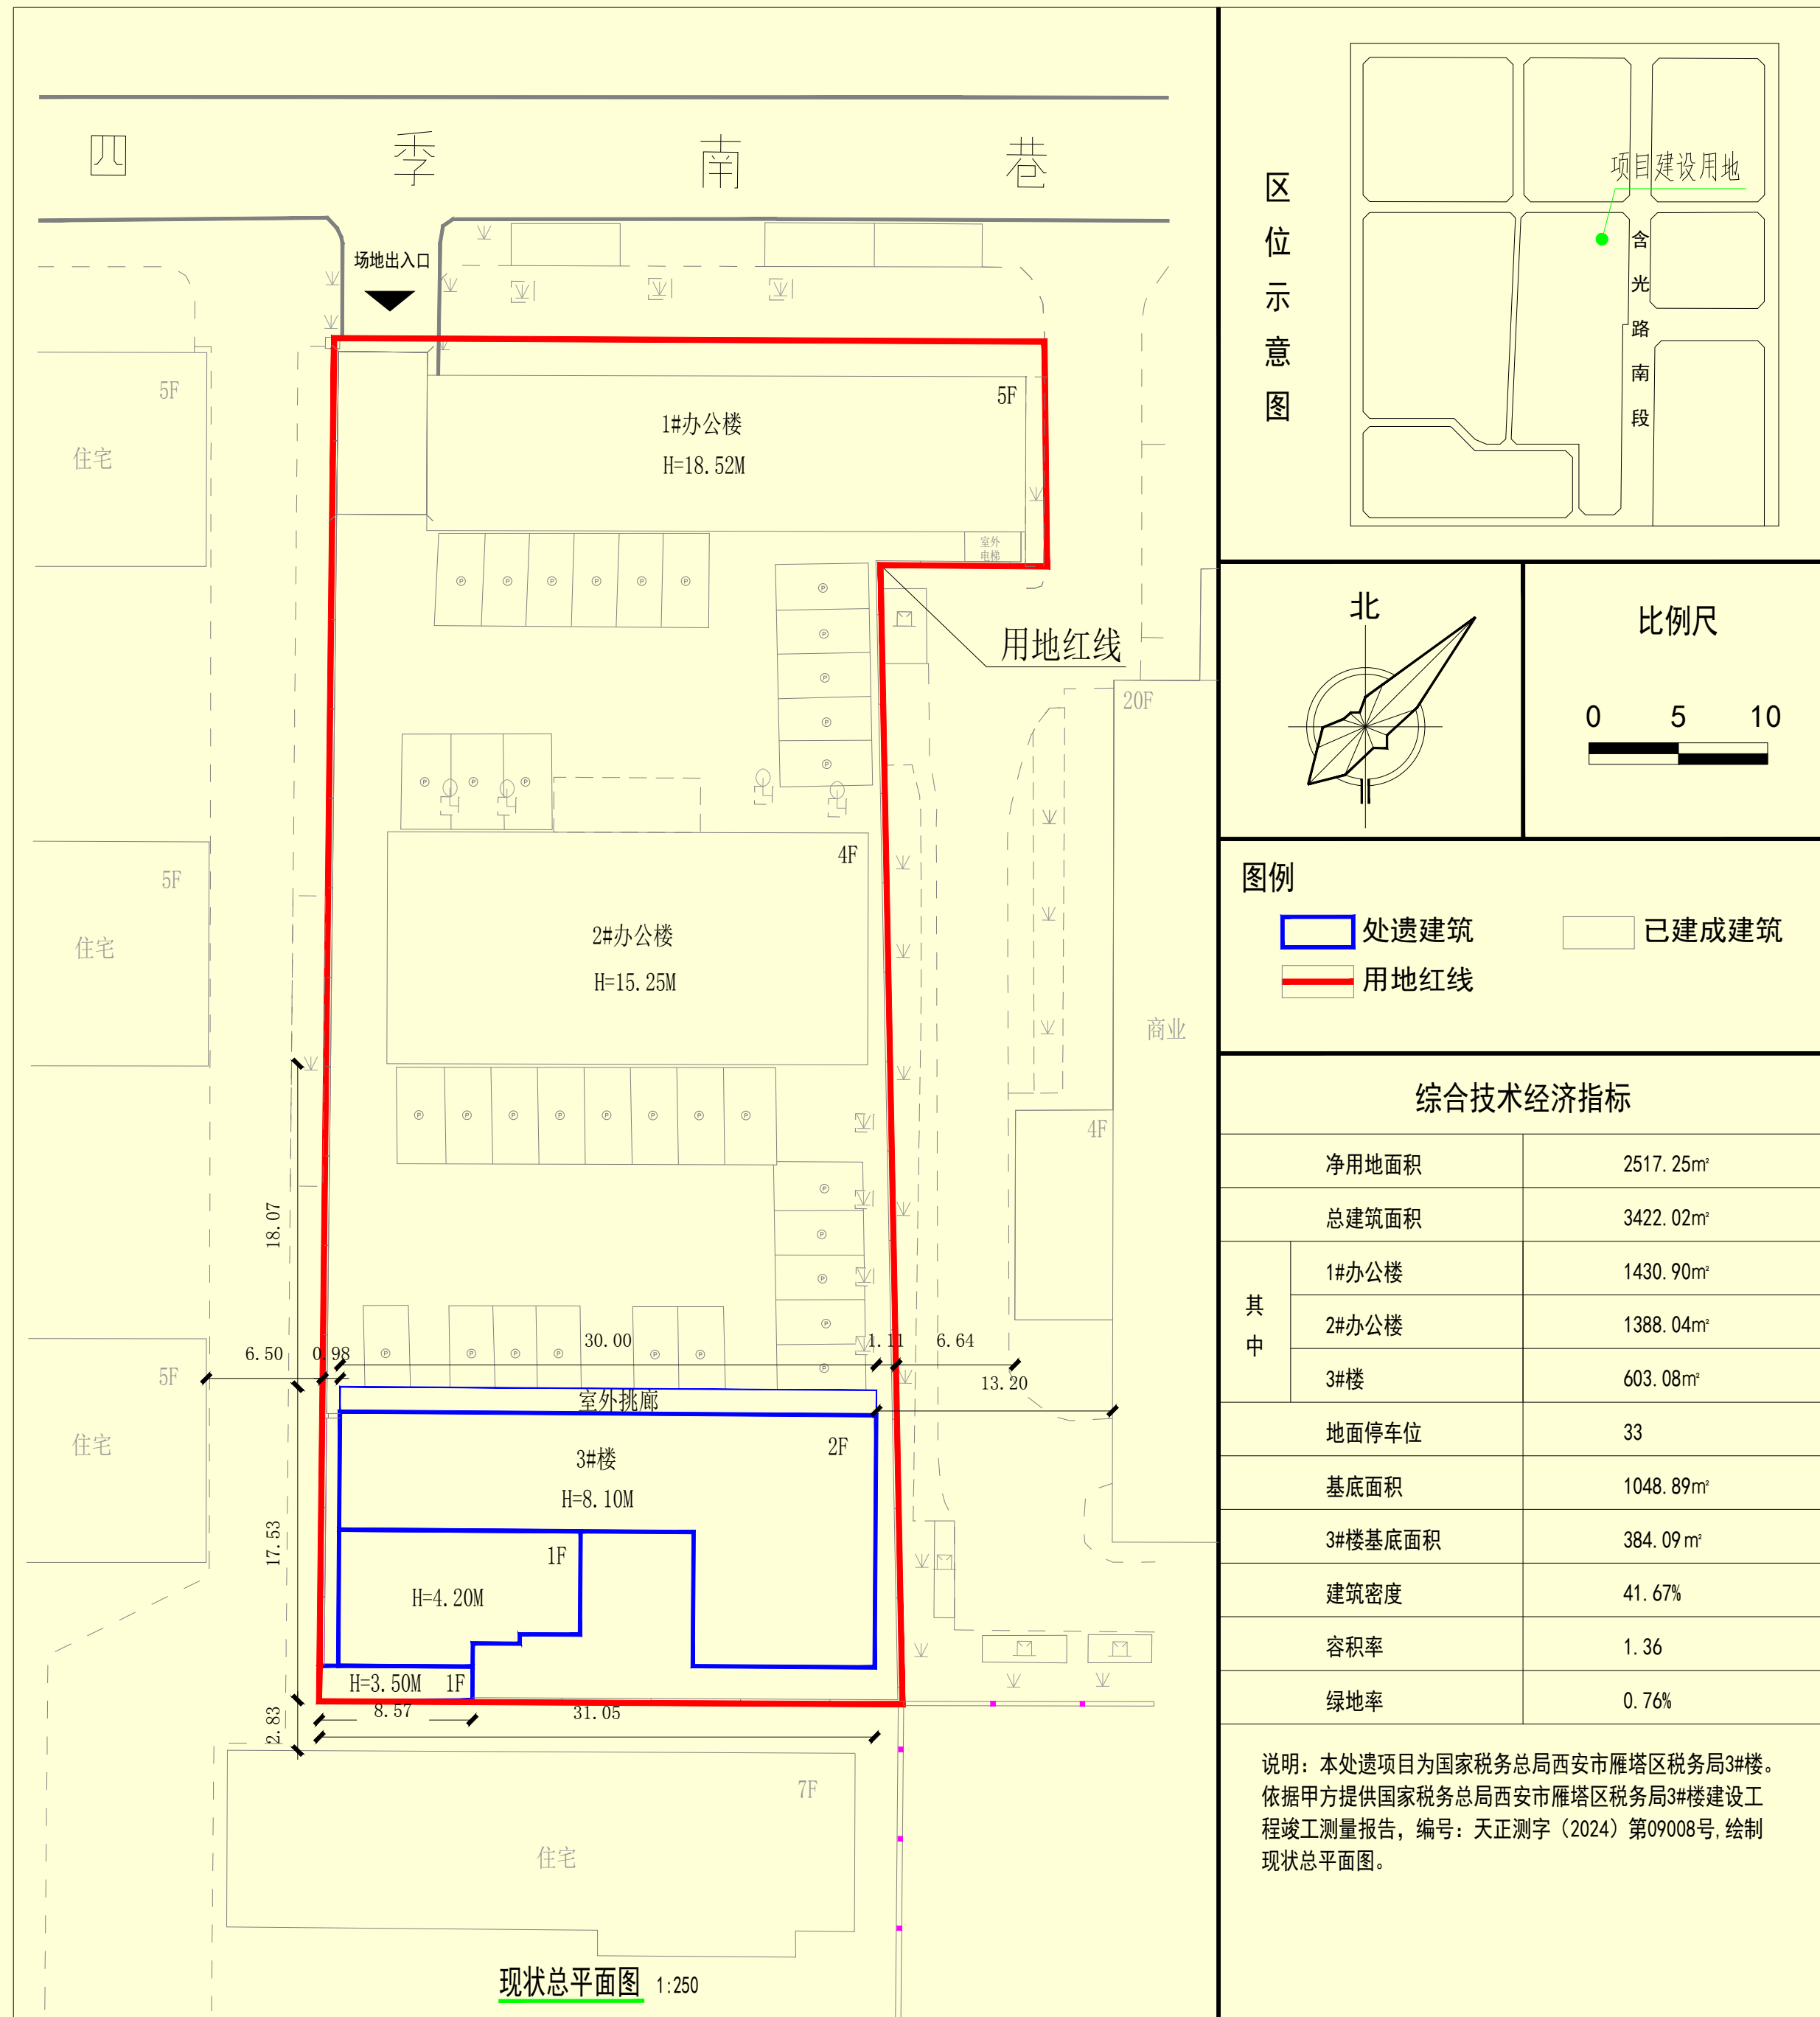 四季南巷
场地出入口
5F
住宅
1#办公楼
5F
H=18.52M
室外
电梯
用地红线
20F
5F
住宅
4F
2#办公楼
H=15.25M
商业
4F
18.07
6.50
0.98
30.00
1.11
6.64
13.20
5F
住宅
室外挑廊
3#楼
2F
H=8.10M
17.53
1F
H=4.20M
H=3.50M
1F
8.57
31.05
2.83
7F
住宅
现状总平面图 1:250
区位示意图
项目建设用地
含光路南段
北
比例尺
0 5 10
图例
处遗建筑
已建成建筑
用地红线
综合技术经济指标
净用地面积 2517.25㎡
总建筑面积 3422.02㎡
其中
1#办公楼 1430.90㎡
2#办公楼 1388.04㎡
3#楼 603.08㎡
地面停车位 33
基底面积 1048.89㎡
3#楼基底面积 384.09㎡
建筑密度 41.67%
容积率 1.36
绿地率 0.76%
说明：本处遗项目为国家税务总局西安市雁塔区税务局3#楼。
依据甲方提供国家税务总局西安市雁塔区税务局3#楼建设工
程竣工测量报告，编号：天正测字（2024）第09008号,绘制
现状总平面图。